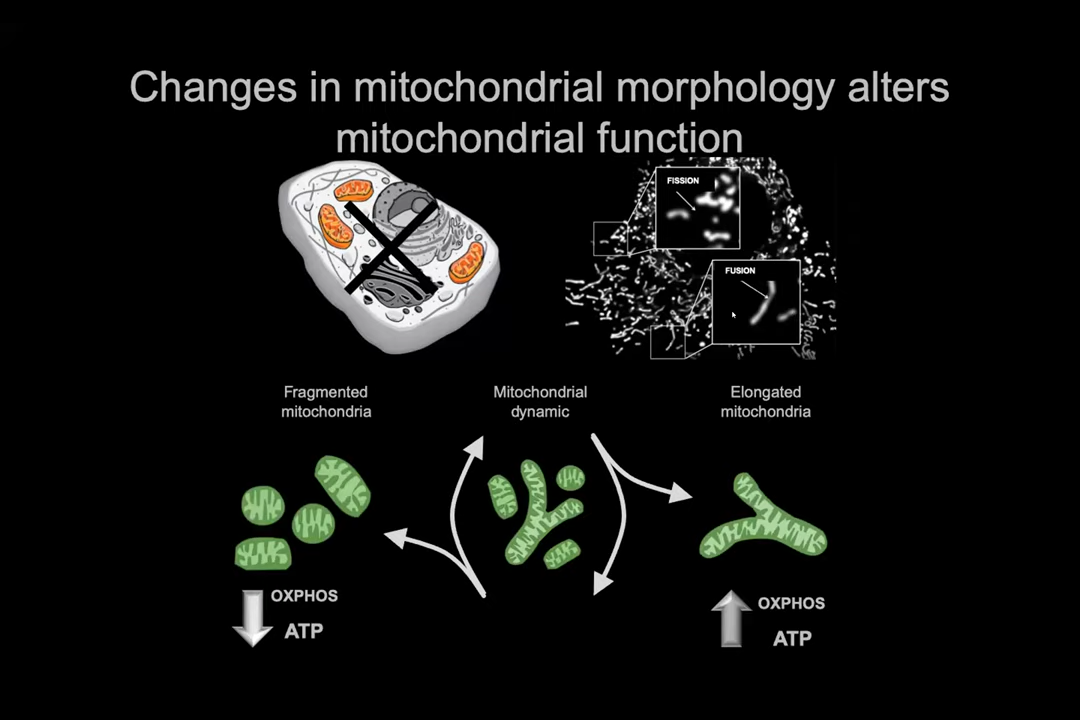 Changes in mitochondrial morphology alters
mitochondrial function
FISSION
FUSION
Fragmented
mitochondria
Mitochondrial
dynamic
Elongated
mitochondria
OXPHOS
ATP
OXPHOS
ATP